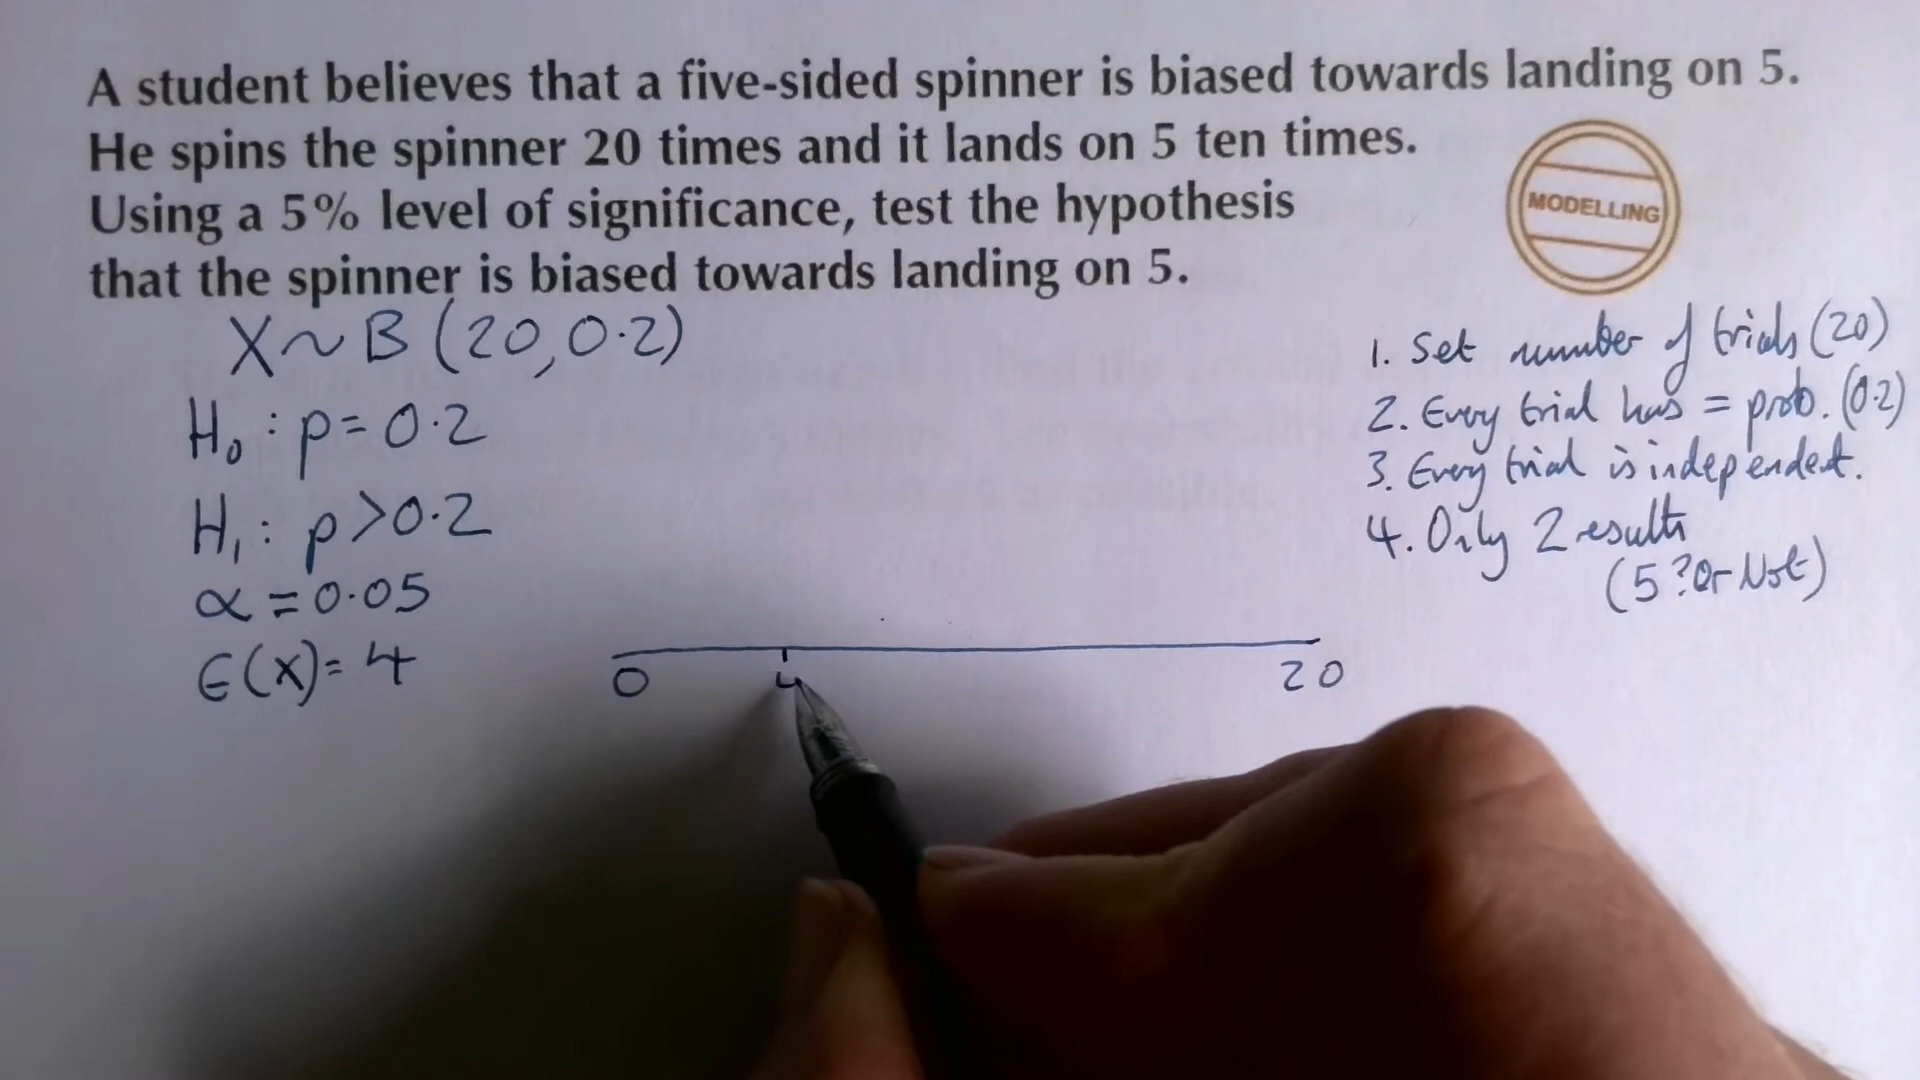 A student believes that a five-sided spinner is biased towards landing on 5.
He spins the spinner 20 times and it lands on 5 ten times.
Using a 5% level of significance, test the hypothesis
that the spinner is biased towards landing on 5.
MODELLING
X ~ B (20, 0.2)
H₀ : p = 0.2
H₁ : p > 0.2
α = 0.05
E(X) = 4
1. Set number of trials (20)
2. Every trial has = prob. (0.2)
3. Every trial is independent.
4. Only 2 results
(5? Or Not)
0 4 20